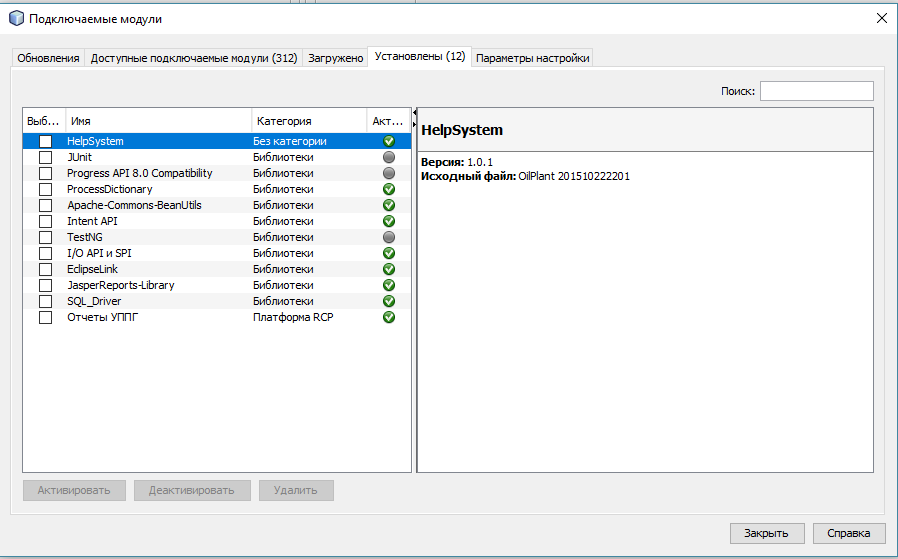 Подключаемые модули
Обновления Доступные подключаемые модули (312) Загружено Установлены (12) Параметры настройки
Поиск:
Выб... Имя Категория Акт...
HelpSystem Без категории
JUnit Библиотеки
Progress API 8.0 Compatibility Библиотеки
ProcessDictionary Библиотеки
Apache-Commons-BeanUtils Библиотеки
Intent API Библиотеки
TestNG Библиотеки
I/O API и SPI Библиотеки
EclipseLink Библиотеки
JasperReports-Library Библиотеки
SQL_Driver Библиотеки
Отчеты УППГ Платформа RCP
HelpSystem
Версия: 1.0.1
Исходный файл: OilPlant 201510222201
Активировать Деактивировать Удалить
Закрыть Справка